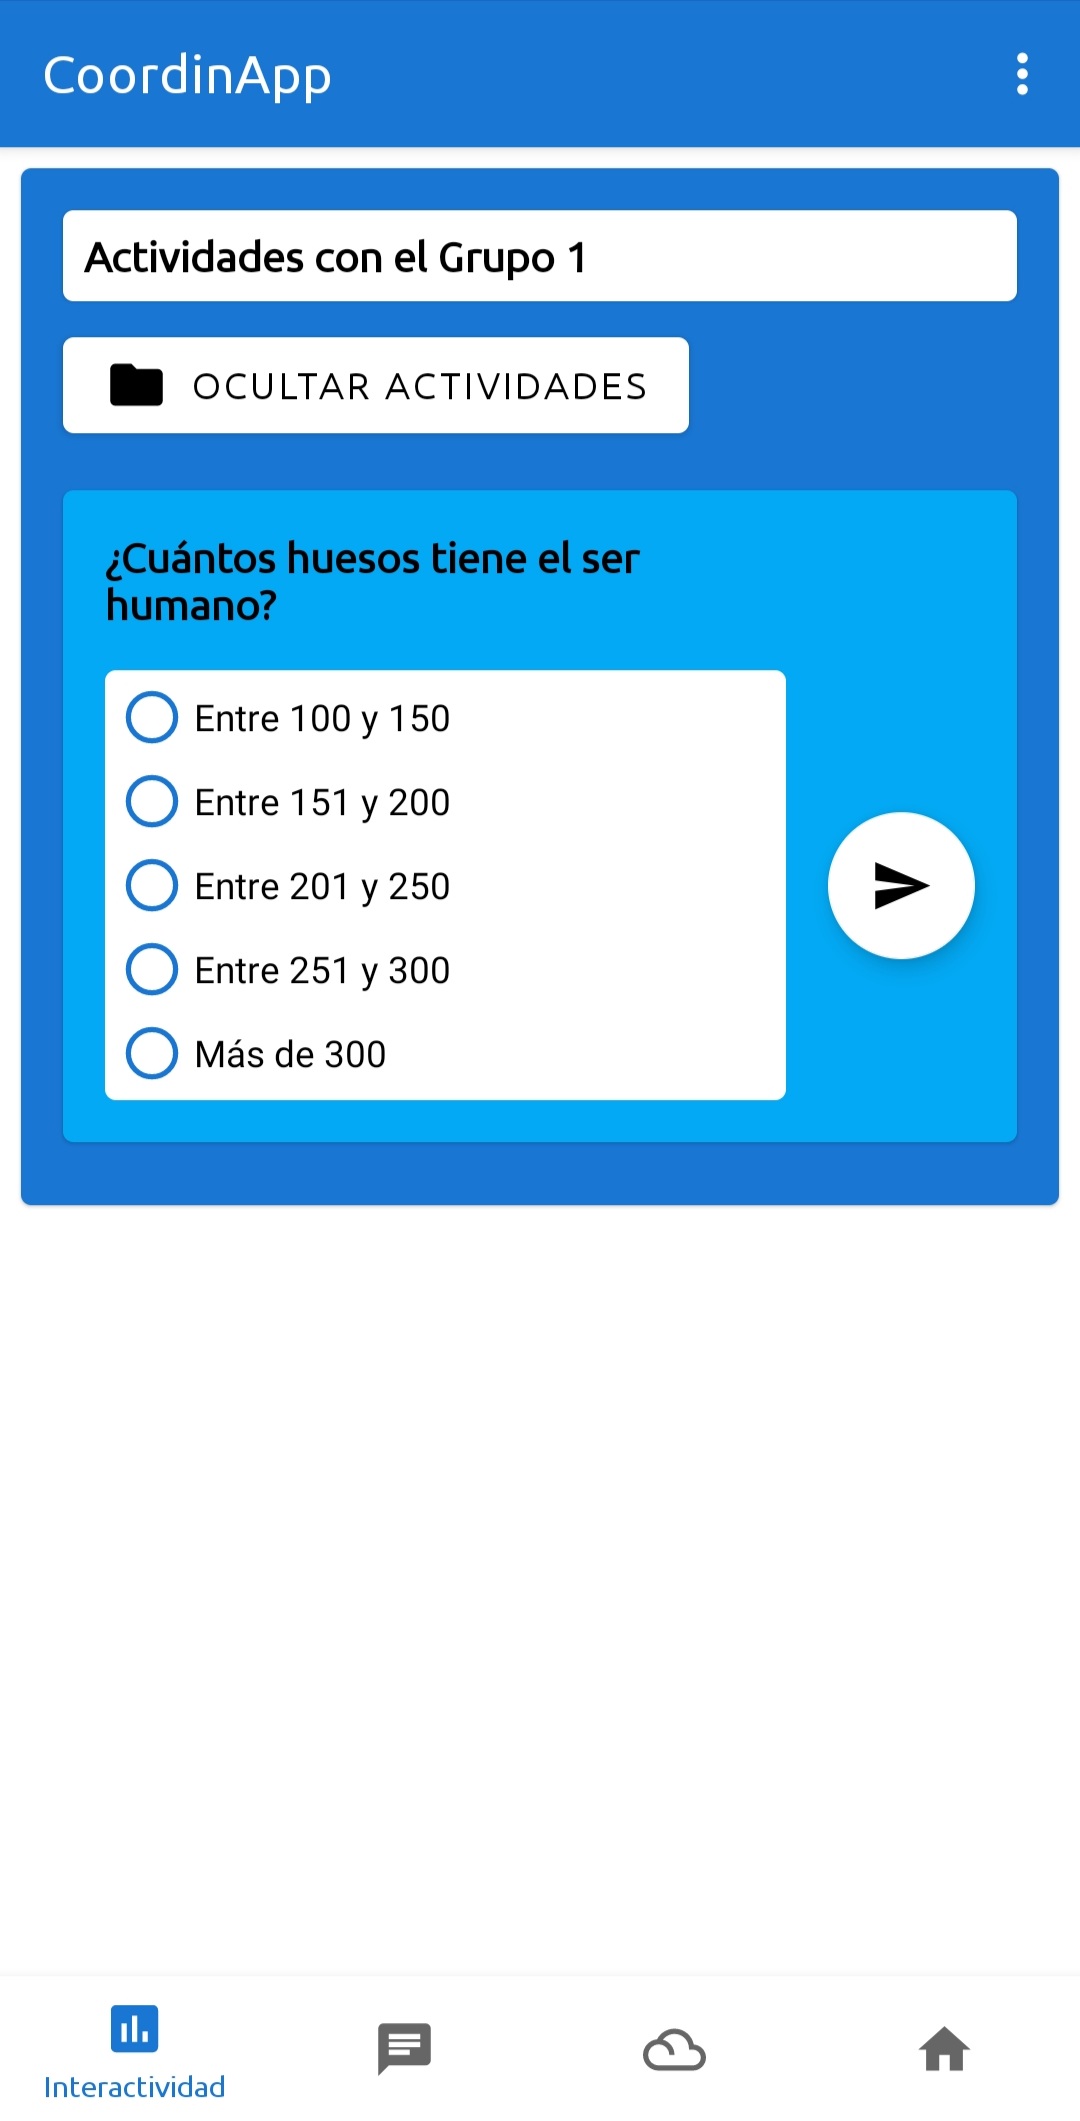 CoordinApp
Actividades con el Grupo 1
OCULTAR ACTIVIDADES
¿Cuántos huesos tiene el ser
humano?
Entre 100 y 150
Entre 151 y 200
Entre 201 y 250
Entre 251 y 300
Más de 300
Interactividad